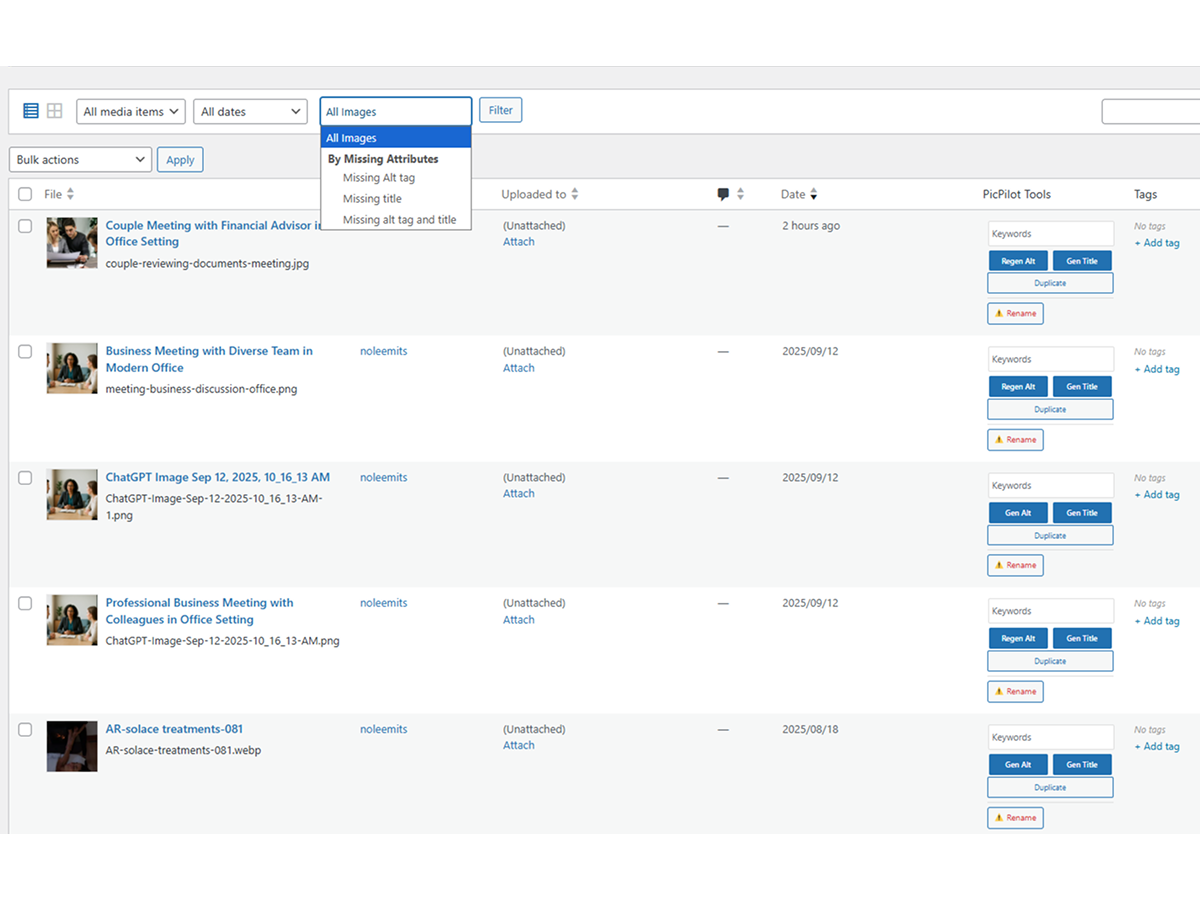 All media items
All dates
All Images
Filter
All Images
By Missing Attributes
Missing Alt tag
Missing title
Missing alt tag and title
Bulk actions
Apply
File
Uploaded to
Date
PicPilot Tools
Tags
Couple Meeting with Financial Advisor in
Office Setting
couple-reviewing-documents-meeting.jpg
(Unattached)
Attach
—
2 hours ago
Keywords
Regen Alt
Gen Title
Duplicate
Rename
No tags
+ Add tag
Business Meeting with Diverse Team in
Modern Office
meeting-business-discussion-office.png
noleemits
(Unattached)
Attach
—
2025/09/12
Keywords
Regen Alt
Gen Title
Duplicate
Rename
No tags
+ Add tag
ChatGPT Image Sep 12, 2025, 10_16_13 AM
ChatGPT-Image-Sep-12-2025-10_16_13-AM-
1.png
noleemits
(Unattached)
Attach
—
2025/09/12
Keywords
Gen Alt
Gen Title
Duplicate
Rename
No tags
+ Add tag
Professional Business Meeting with
Colleagues in Office Setting
ChatGPT-Image-Sep-12-2025-10_16_13-AM.png
noleemits
(Unattached)
Attach
—
2025/09/12
Keywords
Regen Alt
Gen Title
Duplicate
Rename
No tags
+ Add tag
AR-solace treatments-081
AR-solace-treatments-081.webp
noleemits
(Unattached)
Attach
—
2025/08/18
Keywords
Gen Alt
Gen Title
Duplicate
Rename
No tags
+ Add tag